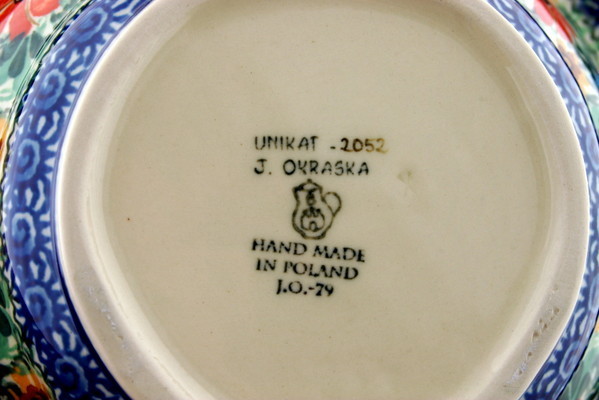 UNIKAT - 2052
J. OKRASKA
HAND MADE
IN POLAND
J.O.-79